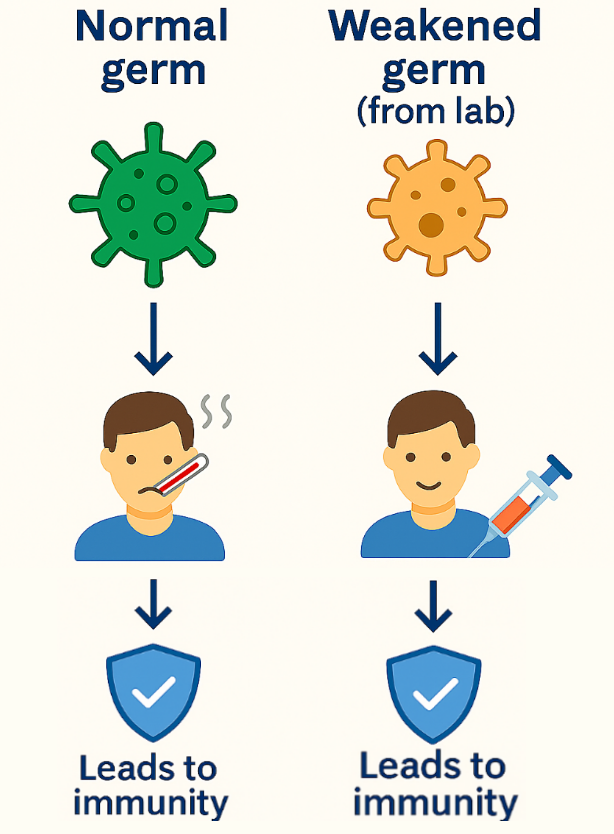 Normal
germ
Weakened
germ
(from lab)
Leads to
immunity
Leads to
immunity